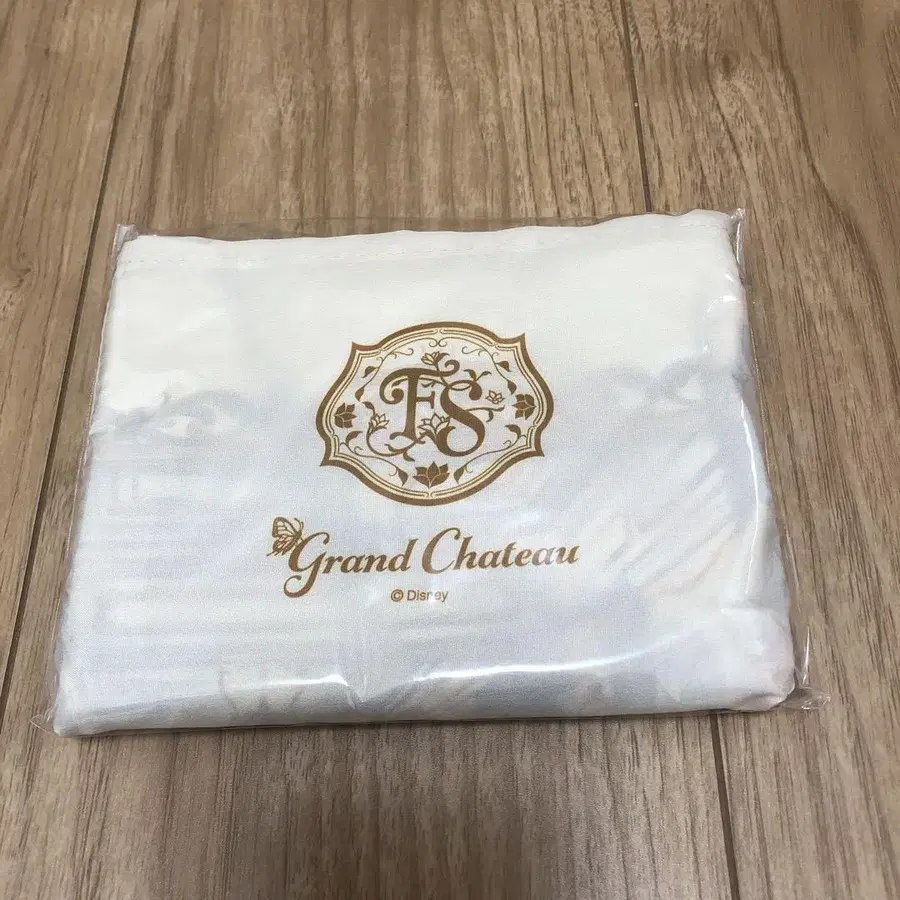 FS
Grand Chateau
© Disney